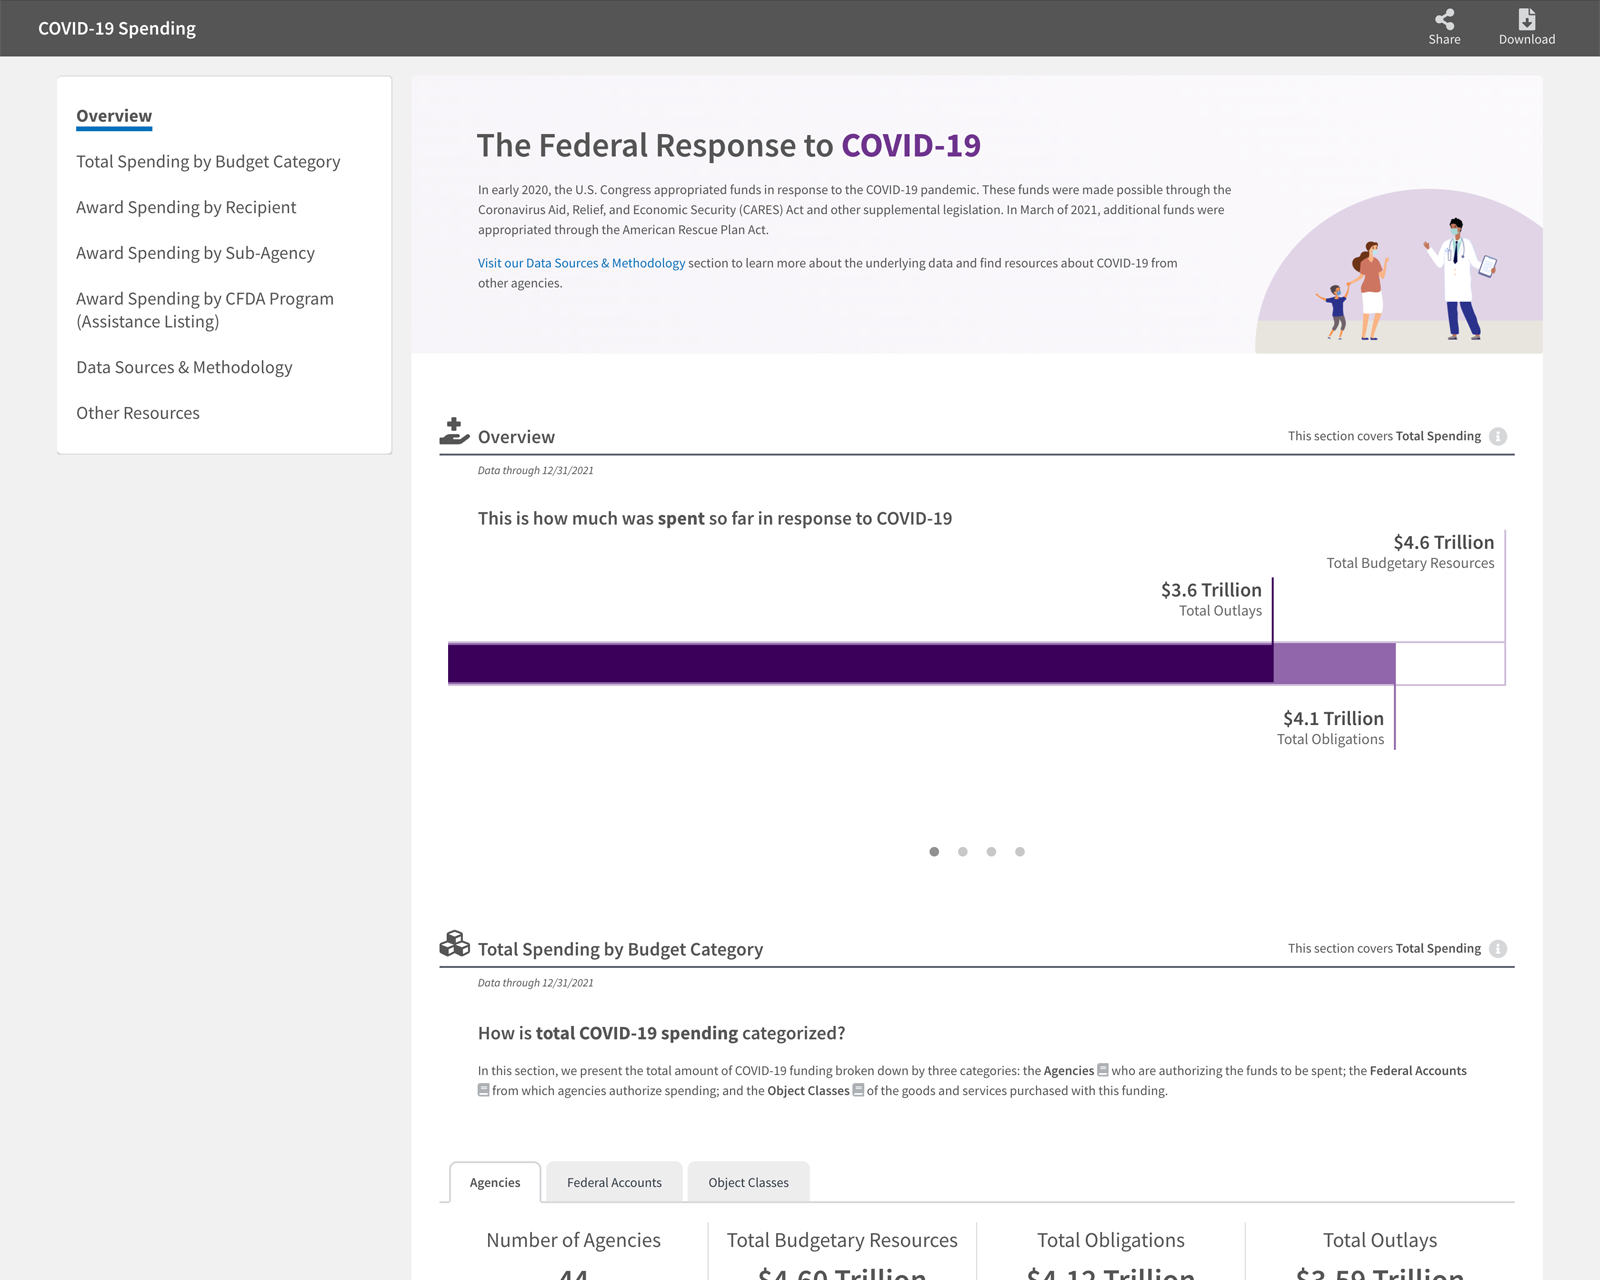 COVID-19 Spending
Share
Download
Overview
Total Spending by Budget Category
Award Spending by Recipient
Award Spending by Sub-Agency
Award Spending by CFDA Program
(Assistance Listing)
Data Sources & Methodology
Other Resources
The Federal Response to COVID-19
In early 2020, the U.S. Congress appropriated funds in response to the COVID-19 pandemic. These funds were made possible through the
Coronavirus Aid, Relief, and Economic Security (CARES) Act and other supplemental legislation. In March of 2021, additional funds were
appropriated through the American Rescue Plan Act.
Visit our Data Sources & Methodology section to learn more about the underlying data and find resources about COVID-19 from
other agencies.
Overview
This section covers Total Spending
Data through 12/31/2021
This is how much was spent so far in response to COVID-19
$4.6 Trillion
Total Budgetary Resources
$3.6 Trillion
Total Outlays
$4.1 Trillion
Total Obligations
Total Spending by Budget Category
This section covers Total Spending
Data through 12/31/2021
How is total COVID-19 spending categorized?
In this section, we present the total amount of COVID-19 funding broken down by three categories: the Agencies who are authorizing the funds to be spent; the Federal Accounts
from which agencies authorize spending; and the Object Classes of the goods and services purchased with this funding.
Agencies
Federal Accounts
Object Classes
Number of Agencies
Total Budgetary Resources
Total Obligations
Total Outlays
44
$4.60 Trillion
$4.12 Trillion
$3.59 Trillion